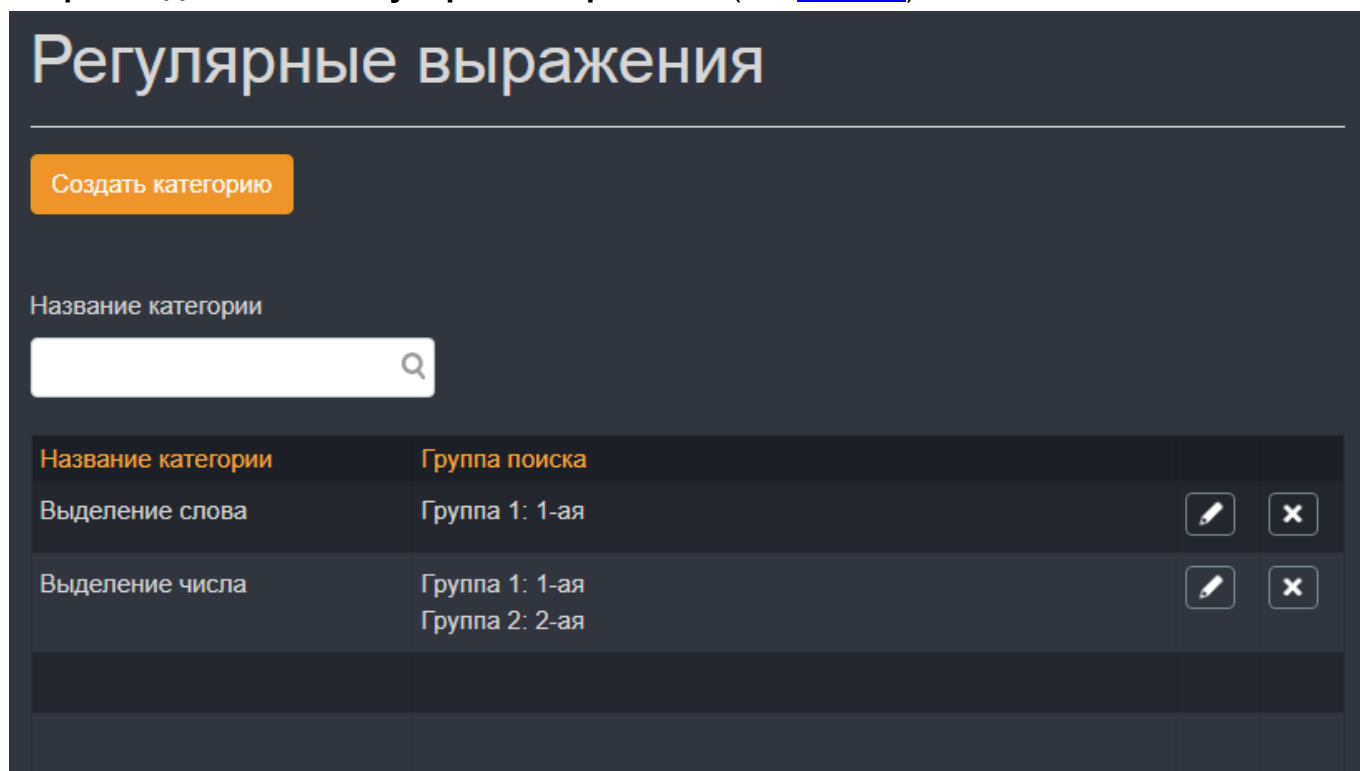 Регулярные выражения
Создать категорию
Название категории
Название категории Группа поиска
Выделение слова Группа 1: 1-ая
Выделение числа Группа 1: 1-ая
Группа 2: 2-ая